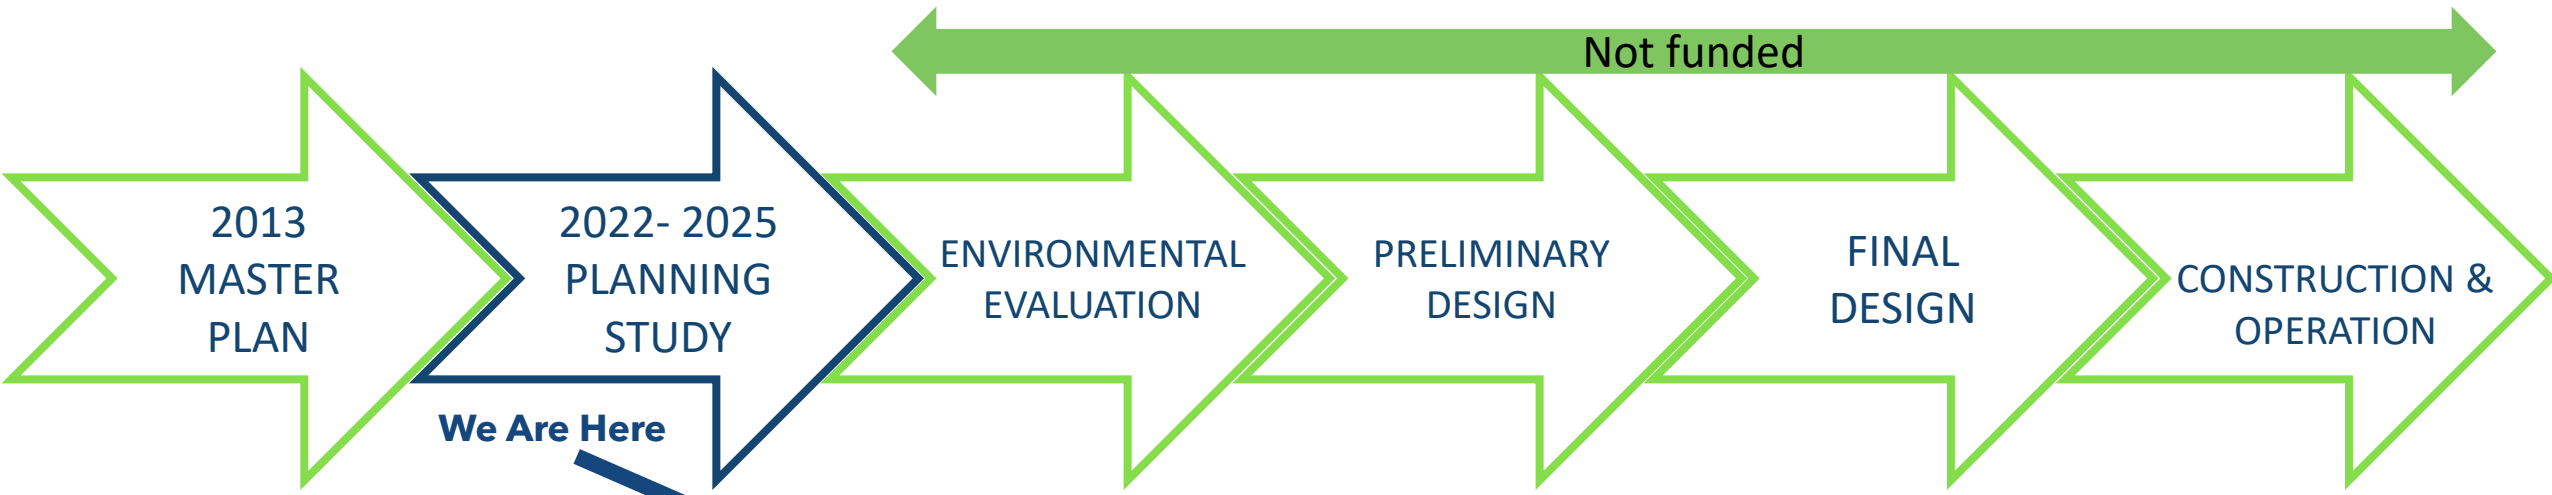 Not funded
2013
MASTER
PLAN
2022- 2025
PLANNING
STUDY
ENVIRONMENTAL
EVALUATION
PRELIMINARY
DESIGN
FINAL
DESIGN
CONSTRUCTION &
OPERATION
We Are Here